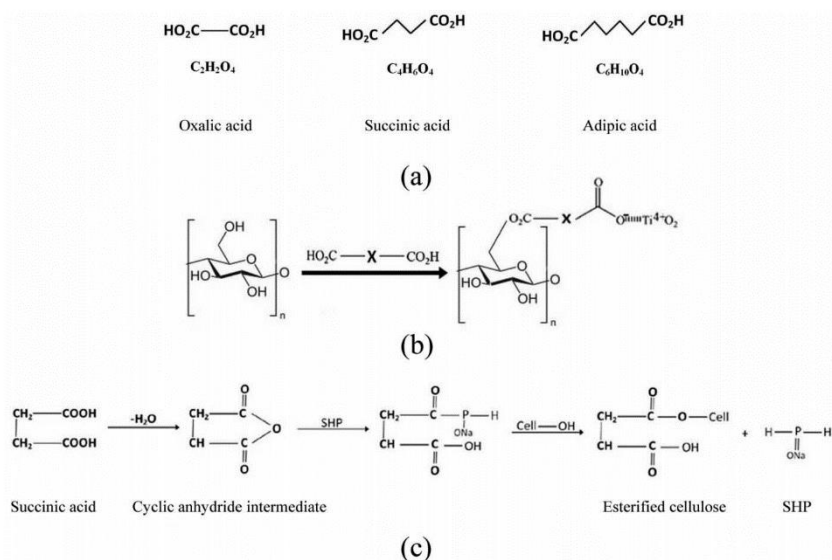 HO₂C CO₂H HO₂C CO₂H HO₂C CO₂H
C₂H₂O₄ C₄H₆O₄ C₆H₁₀O₄
Oxalic acid Succinic acid Adipic acid
(a)
OH O HO HO OH O n
HO₂C X CO₂H
O₂C X O O⁻ Ti⁴⁺O₂ O HO OH O n
(b)
CH₂ COOH CH₂ COOH
-H₂O
CH₂ CH O O O
SHP
CH₂ CH O C P H ONa C OH O
Cell OH
CH₂ CH O C O Cell C OH O
+
H P H ONa
Succinic acid Cyclic anhydride intermediate Esterified cellulose SHP
(c)